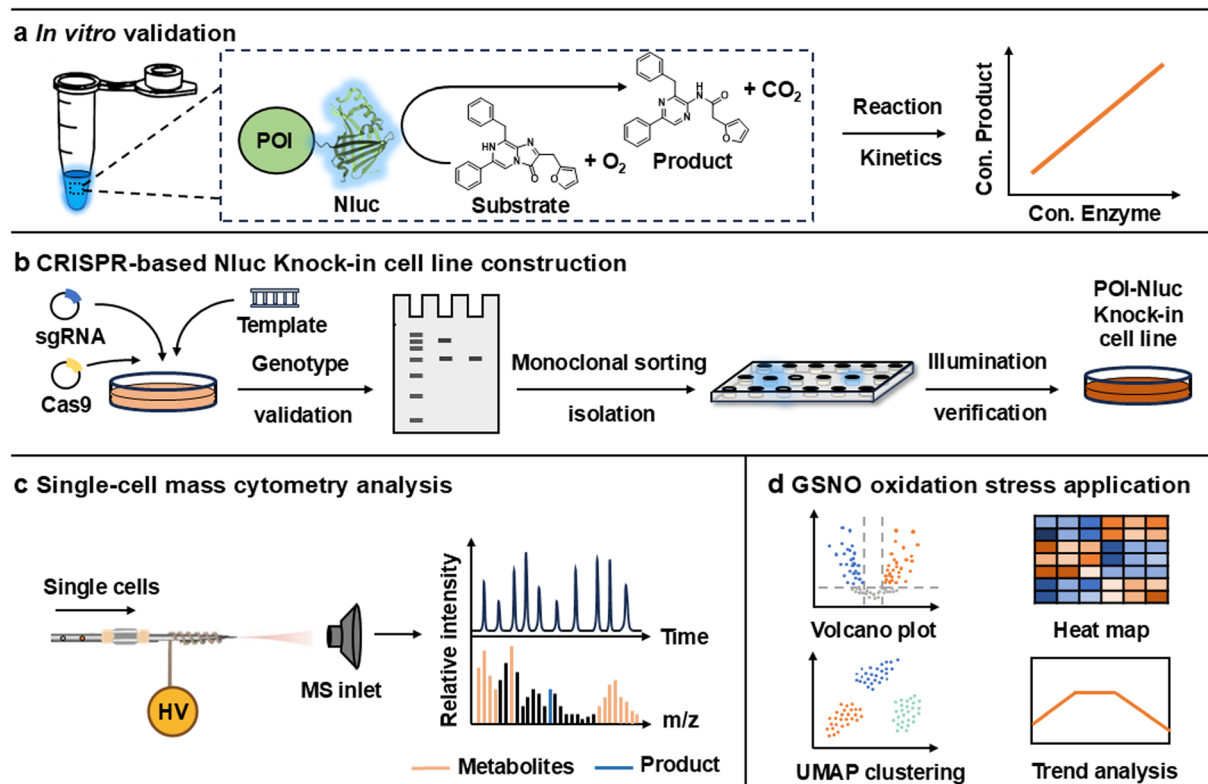 a In vitro validation
POI
Nluc
HN
N
N
O
O
Substrate
+ O2
N
N
H
N
O
O
Product
+ CO2
Reaction
Kinetics
Con. Product
Con. Enzyme
b CRISPR-based Nluc Knock-in cell line construction
sgRNA
Cas9
Template
Genotype
validation
Monoclonal sorting
isolation
Illumination
verification
POI-Nluc
Knock-in
cell line
c Single-cell mass cytometry analysis
Single cells
HV
MS inlet
Relative intensity
Time
m/z
Metabolites
Product
d GSNO oxidation stress application
Volcano plot
Heat map
UMAP clustering
Trend analysis